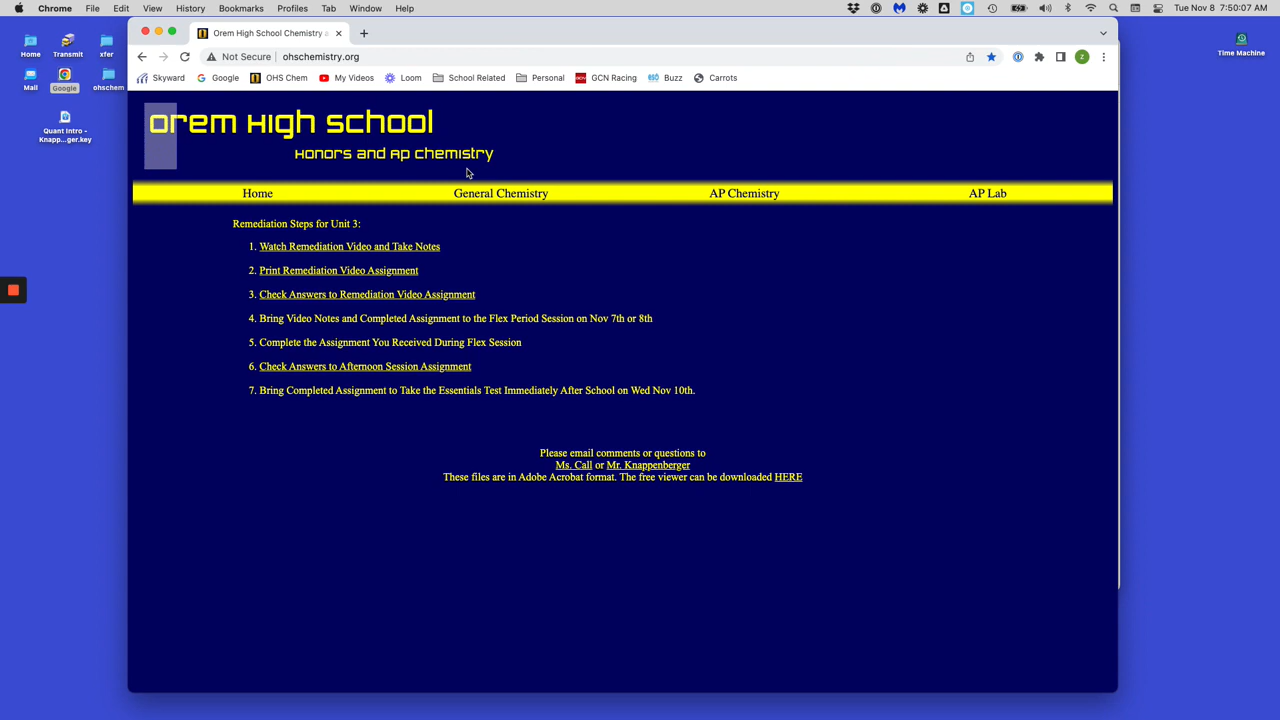 Chrome File Edit View History Bookmarks Profiles Tab Window Help Tue Nov 8 7:50:07 AM
Orem High School Chemistry a
Not Secure ohschemistry.org
Skyward Google OHS Chem My Videos Loom School Related Personal GCN Racing Buzz Carrots
Home Transmit xfer
Mail Google ohschem
Quant Intro -
Knapp...ger.key
Time Machine
Orem High School
Honors and AP Chemistry
Home General Chemistry AP Chemistry AP Lab
Remediation Steps for Unit 3:
1. Watch Remediation Video and Take Notes
2. Print Remediation Video Assignment
3. Check Answers to Remediation Video Assignment
4. Bring Video Notes and Completed Assignment to the Flex Period Session on Nov 7th or 8th
5. Complete the Assignment You Received During Flex Session
6. Check Answers to Afternoon Session Assignment
7. Bring Completed Assignment to Take the Essentials Test Immediately After School on Wed Nov 10th.
Please email comments or questions to
Ms. Call or Mr. Knappenberger
These files are in Adobe Acrobat format. The free viewer can be downloaded HERE